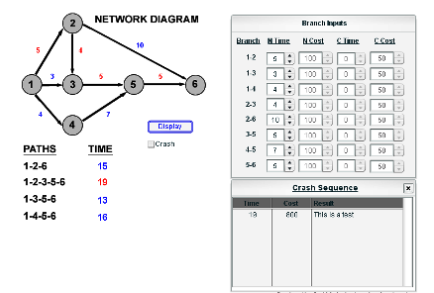 NETWORK DIAGRAM
2
5
4
10
1
3
3
5
5
5
6
4
7
4
Display
Crash
PATHS TIME
1-2-6 15
1-2-3-5-6 19
1-3-5-6 13
1-4-5-6 16
Branch Inputs
Branch N.Time N.Cost C.Time C.Cost
1-2 5 100 0 50
1-3 3 100 0 50
1-4 4 100 0 50
2-3 4 100 0 50
2-6 10 100 0 50
3-5 5 100 0 50
4-5 7 100 0 50
5-6 5 100 0 50
Crash Sequence x
Time Cost Result
19 800 This is a test